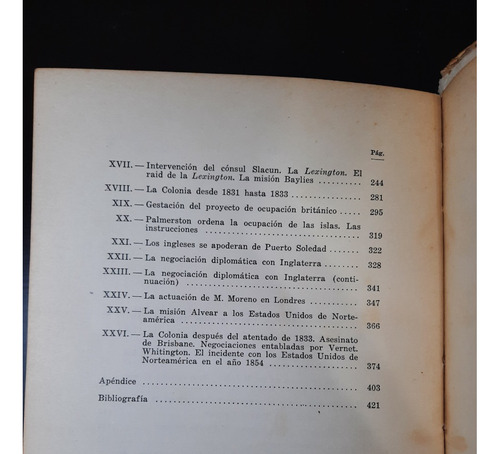 Pág.
XVII. — Intervención del cónsul Slacun. La Lexington. El
raid de la Lexington. La misión Baylies . . . . . . . . . . 244
XVIII. — La Colonia desde 1831 hasta 1833 . . . . . . . . . . . . . . . 281
XIX. — Gestación del proyecto de ocupación británico . . . . . 295
XX. — Palmerston ordena la ocupación de las islas. Las
instrucciones . . . . . . . . . . . . . . . . . . . . . . . . . . . . . . 319
XXI. — Los ingleses se apoderan de Puerto Soledad . . . . . . . 322
XXII. — La negociación diplomática con Inglaterra . . . . . . . . 328
XXIII. — La negociación diplomática con Inglaterra (conti-
nuación) . . . . . . . . . . . . . . . . . . . . . . . . . . . . . . . . . 341
XXIV. — La actuación de M. Moreno en Londres . . . . . . . . . . 347
XXV. — La misión Alvear a los Estados Unidos de Norte-
américa . . . . . . . . . . . . . . . . . . . . . . . . . . . . . . . . . . 366
XXVI. — La Colonia después del atentado de 1833. Asesinato
de Brisbane. Negociaciones entabladas por Vernet.
Whitington. El incidente con los Estados Unidos de
Norteamérica en el año 1854 . . . . . . . . . . . . . . . . . . 374
Apéndice . . . . . . . . . . . . . . . . . . . . . . . . . . . . . . . . . . . . . . . 403
Bibliografía . . . . . . . . . . . . . . . . . . . . . . . . . . . . . . . . . . . . . 421